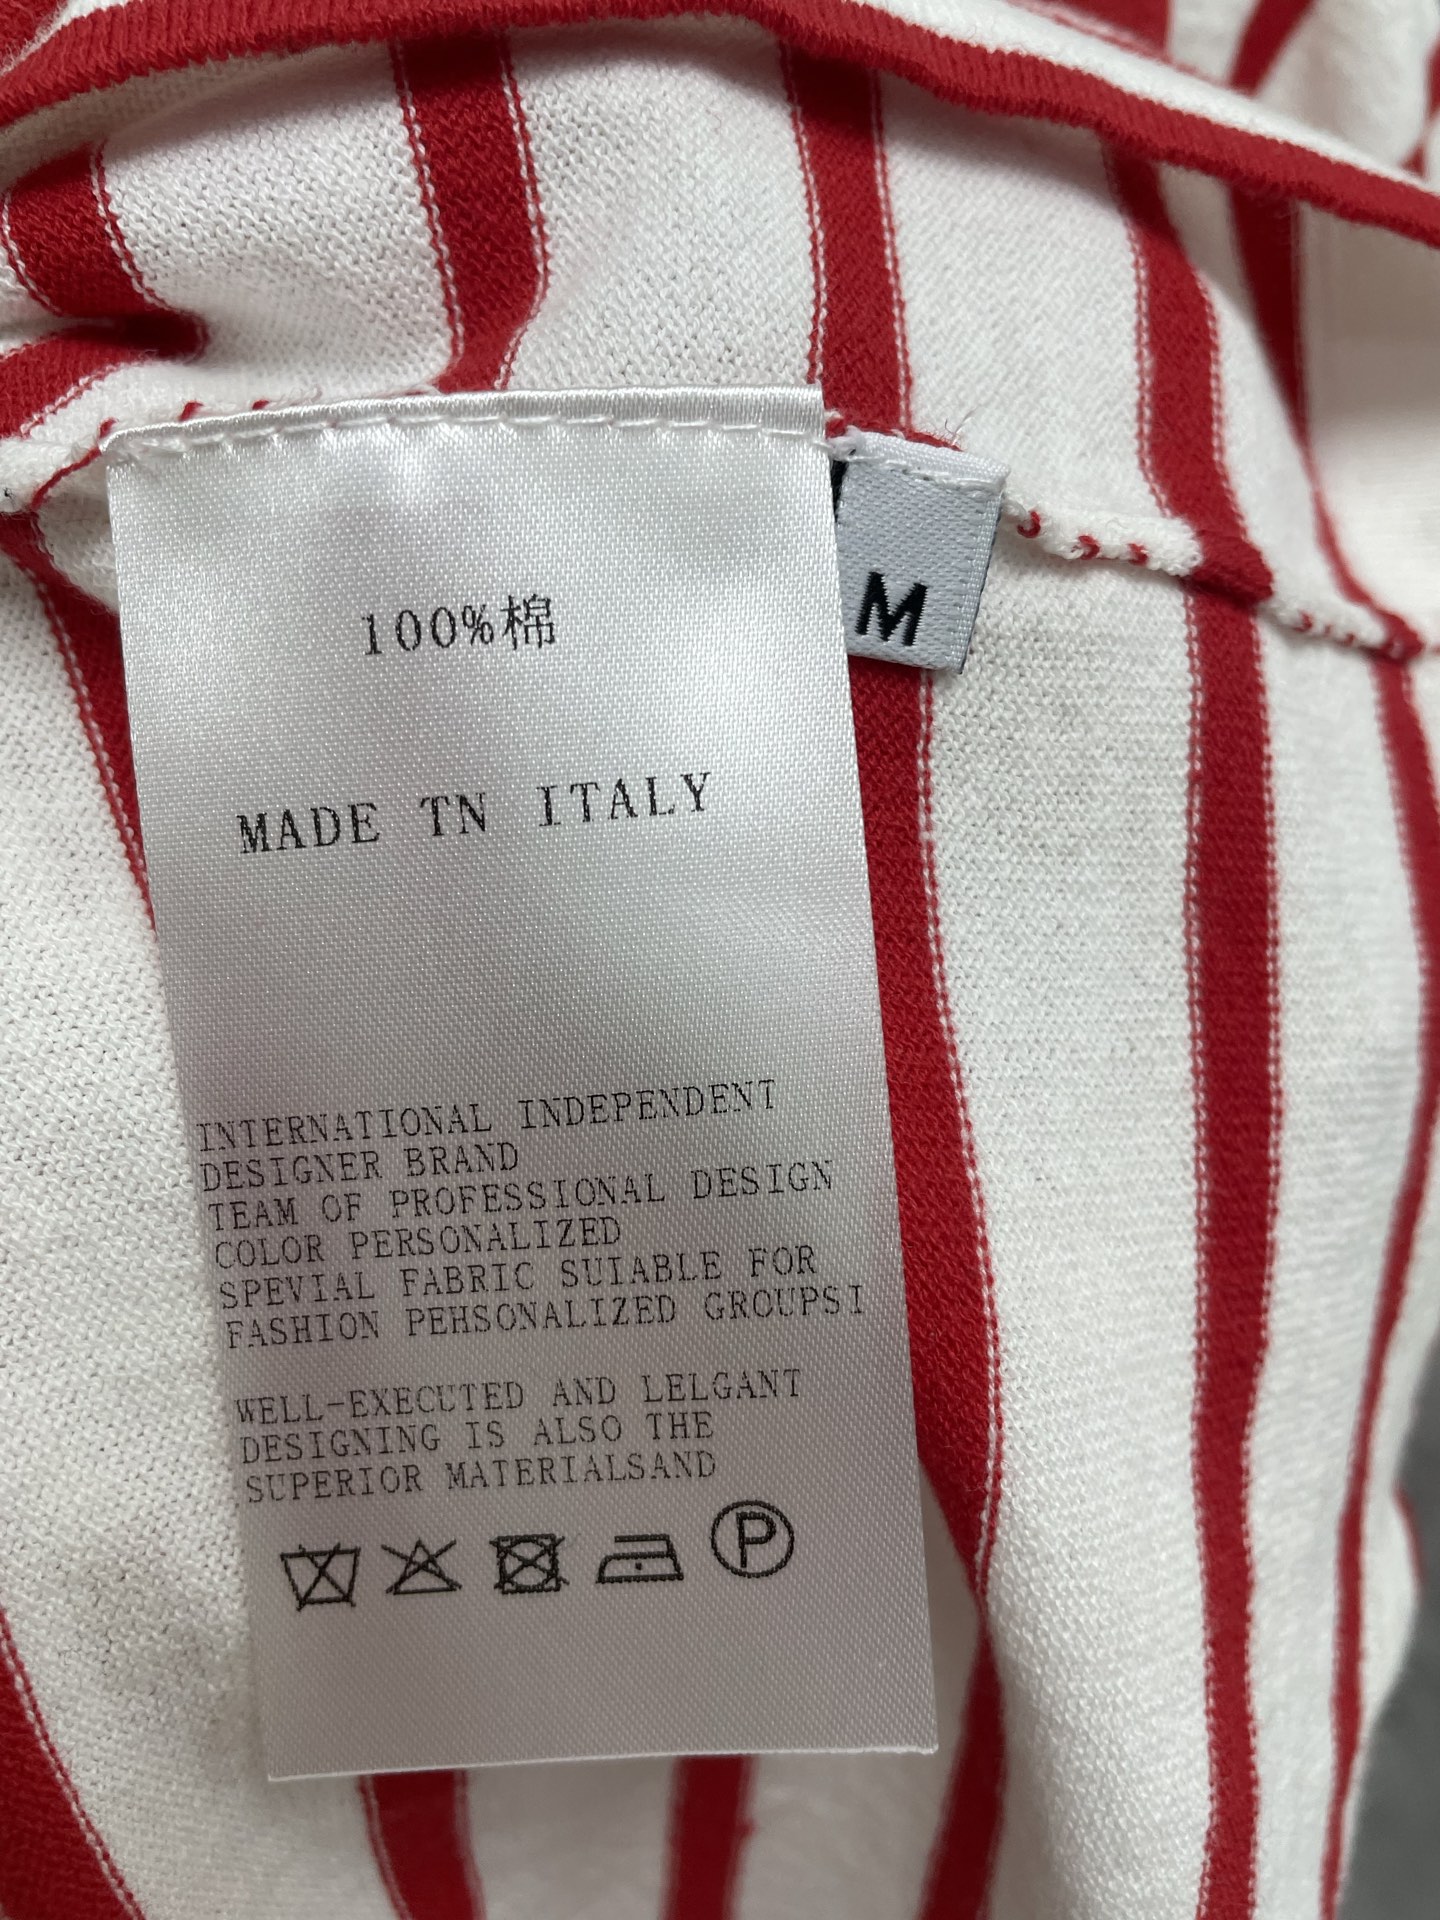 100%棉
M
MADE TN ITALY
INTERNATIONAL INDEPENDENT
DESIGNER BRAND
TEAM OF PROFESSIONAL DESIGN
COLOR PERSONALIZED
SPEVIAL FABRIC SUIABLE FOR
FASHION PEHSONALIZED GROUPSI
WELL-EXECUTED AND LELGANT
DESIGNING IS ALSO THE
SUPERIOR MATERIALSAND
P